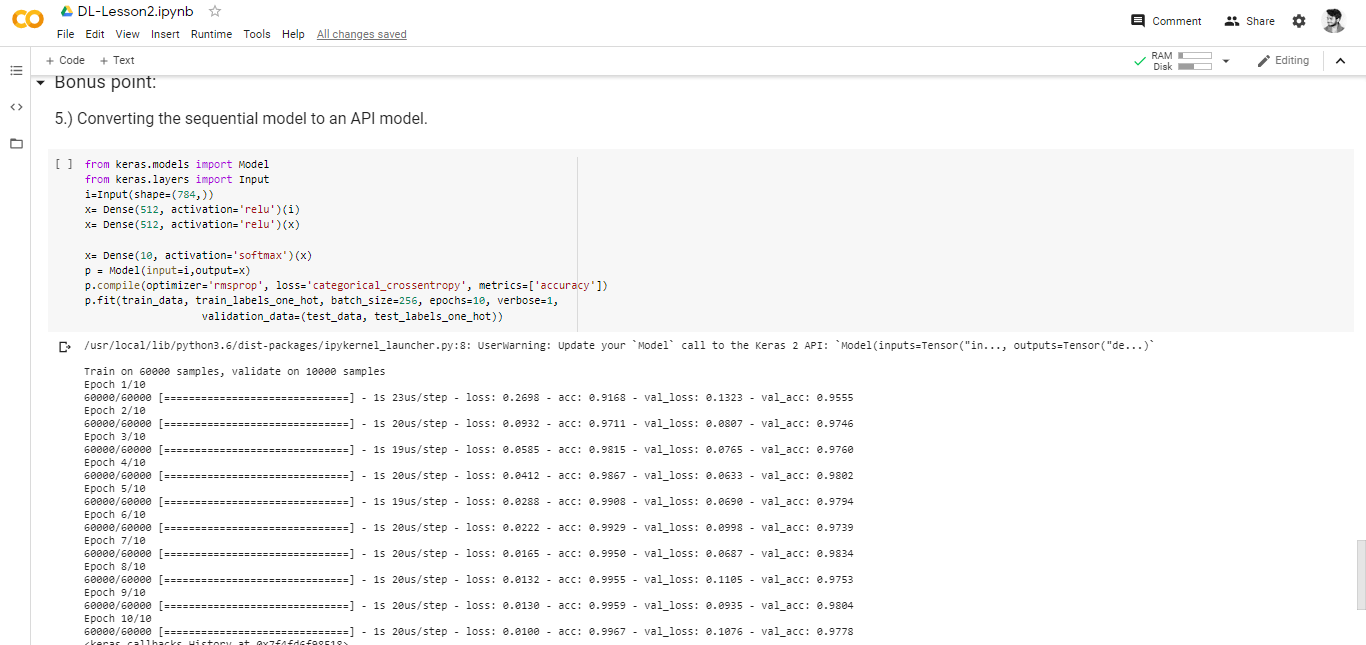 DL-Lesson2.ipynb
File Edit View Insert Runtime Tools Help All changes saved
Comment Share
+ Code + Text
RAM
Disk
Editing
Bonus point:
5.) Converting the sequential model to an API model.
[ ] from keras.models import Model
from keras.layers import Input
i=Input(shape=(784,))
x= Dense(512, activation='relu')(i)
x= Dense(512, activation='relu')(x)
x= Dense(10, activation='softmax')(x)
p = Model(input=i,output=x)
p.compile(optimizer='rmsprop', loss='categorical_crossentropy', metrics=['accuracy'])
p.fit(train_data, train_labels_one_hot, batch_size=256, epochs=10, verbose=1,
validation_data=(test_data, test_labels_one_hot))
/usr/local/lib/python3.6/dist-packages/ipykernel_launcher.py:8: UserWarning: Update your `Model` call to the Keras 2 API: `Model(inputs=Tensor("in..., outputs=Tensor("de...)`
Train on 60000 samples, validate on 10000 samples
Epoch 1/10
60000/60000 [==============================] - 1s 23us/step - loss: 0.2698 - acc: 0.9168 - val_loss: 0.1323 - val_acc: 0.9555
Epoch 2/10
60000/60000 [==============================] - 1s 20us/step - loss: 0.0932 - acc: 0.9711 - val_loss: 0.0807 - val_acc: 0.9746
Epoch 3/10
60000/60000 [==============================] - 1s 19us/step - loss: 0.0585 - acc: 0.9815 - val_loss: 0.0765 - val_acc: 0.9760
Epoch 4/10
60000/60000 [==============================] - 1s 20us/step - loss: 0.0412 - acc: 0.9867 - val_loss: 0.0633 - val_acc: 0.9802
Epoch 5/10
60000/60000 [==============================] - 1s 19us/step - loss: 0.0288 - acc: 0.9908 - val_loss: 0.0690 - val_acc: 0.9794
Epoch 6/10
60000/60000 [==============================] - 1s 20us/step - loss: 0.0222 - acc: 0.9929 - val_loss: 0.0998 - val_acc: 0.9739
Epoch 7/10
60000/60000 [==============================] - 1s 20us/step - loss: 0.0165 - acc: 0.9950 - val_loss: 0.0687 - val_acc: 0.9834
Epoch 8/10
60000/60000 [==============================] - 1s 20us/step - loss: 0.0132 - acc: 0.9955 - val_loss: 0.1105 - val_acc: 0.9753
Epoch 9/10
60000/60000 [==============================] - 1s 20us/step - loss: 0.0130 - acc: 0.9959 - val_loss: 0.0935 - val_acc: 0.9804
Epoch 10/10
60000/60000 [==============================] - 1s 20us/step - loss: 0.0100 - acc: 0.9967 - val_loss: 0.1076 - val_acc: 0.9778
<keras.callbacks.History at